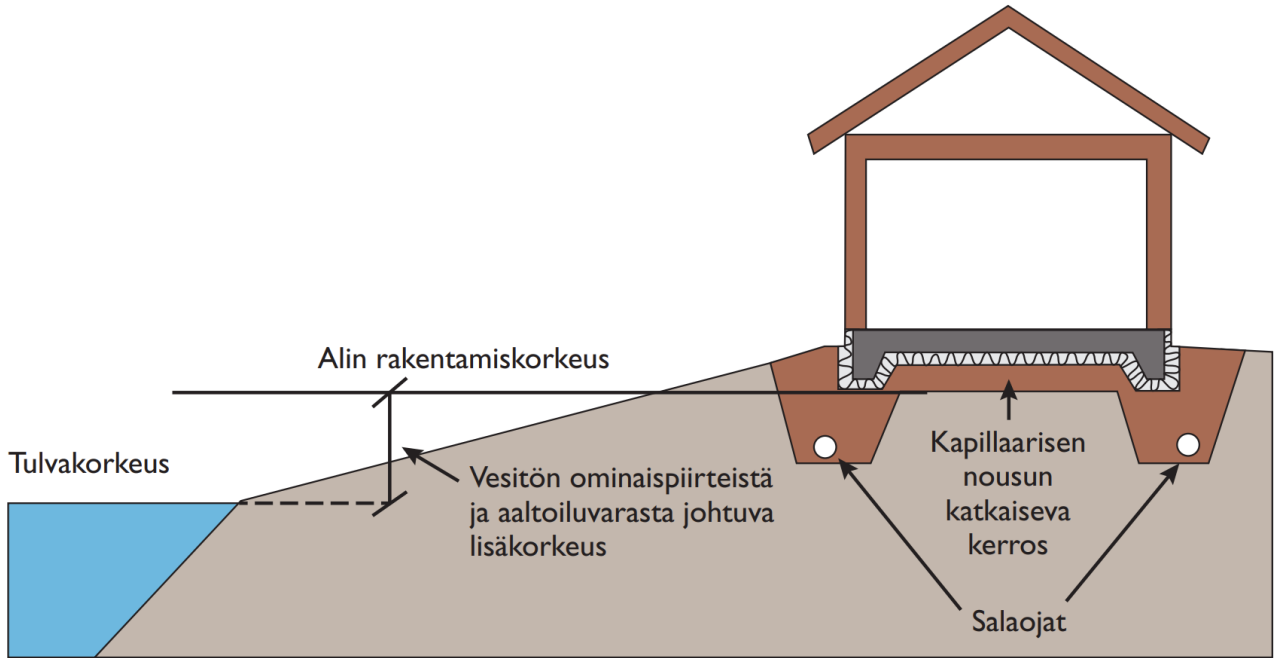 Alin rakentamiskorkeus
Tulvakorkeus
Vesitön ominaispiirteistä
ja aaltoiluvarasta johtuva
lisäkorkeus
Kapillaarisen
nousun
katkaiseva
kerros
Salaojat